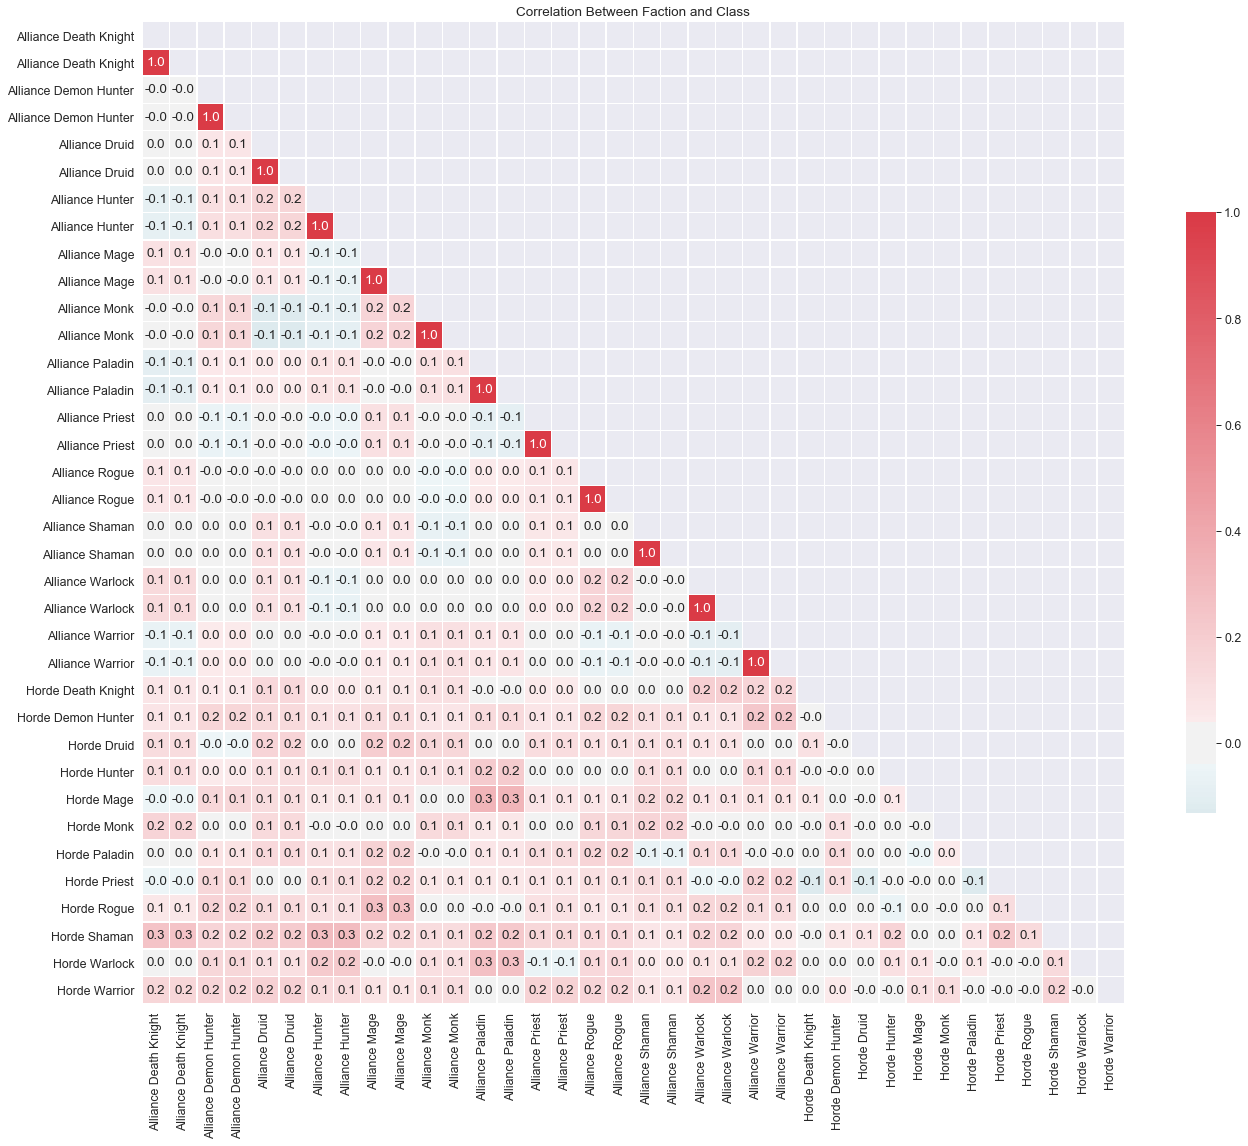 Correlation Between Faction and Class
Alliance Death Knight
Alliance Death Knight 1.0
Alliance Demon Hunter -0.0 -0.0
Alliance Demon Hunter -0.0 -0.0 1.0
Alliance Druid 0.0 0.0 0.1 0.1
Alliance Druid 0.0 0.0 0.1 0.1 1.0
Alliance Hunter -0.1 -0.1 0.1 0.1 0.2 0.2
Alliance Hunter -0.1 -0.1 0.1 0.1 0.2 0.2 1.0
Alliance Mage 0.1 0.1 -0.0 -0.0 0.1 0.1 -0.1 -0.1
Alliance Mage 0.1 0.1 -0.0 -0.0 0.1 0.1 -0.1 -0.1 1.0
Alliance Monk -0.0 -0.0 0.1 0.1 -0.1 -0.1 -0.1 -0.1 0.2 0.2
Alliance Monk -0.0 -0.0 0.1 0.1 -0.1 -0.1 -0.1 -0.1 0.2 0.2 1.0
Alliance Paladin -0.1 -0.1 0.1 0.1 0.0 0.0 0.1 0.1 -0.0 -0.0 0.1 0.1
Alliance Paladin -0.1 -0.1 0.1 0.1 0.0 0.0 0.1 0.1 -0.0 -0.0 0.1 0.1 1.0
Alliance Priest 0.0 0.0 -0.1 -0.1 -0.0 -0.0 -0.0 -0.0 0.1 0.1 -0.0 -0.0 -0.1 -0.1
Alliance Priest 0.0 0.0 -0.1 -0.1 -0.0 -0.0 -0.0 -0.0 0.1 0.1 -0.0 -0.0 -0.1 -0.1 1.0
Alliance Rogue 0.1 0.1 -0.0 -0.0 -0.0 -0.0 0.0 0.0 0.0 0.0 -0.0 -0.0 0.0 0.0 0.1 0.1
Alliance Rogue 0.1 0.1 -0.0 -0.0 -0.0 -0.0 0.0 0.0 0.0 0.0 -0.0 -0.0 0.0 0.0 0.1 0.1 1.0
Alliance Shaman 0.0 0.0 0.0 0.0 0.1 0.1 -0.0 -0.0 0.1 0.1 -0.1 -0.1 0.0 0.0 0.1 0.1 0.0 0.0
Alliance Shaman 0.0 0.0 0.0 0.0 0.1 0.1 -0.0 -0.0 0.1 0.1 -0.1 -0.1 0.0 0.0 0.1 0.1 0.0 0.0 1.0
Alliance Warlock 0.1 0.1 0.0 0.0 0.1 0.1 -0.1 -0.1 0.0 0.0 0.0 0.0 0.0 0.0 0.0 0.0 0.2 0.2 -0.0 -0.0
Alliance Warlock 0.1 0.1 0.0 0.0 0.1 0.1 -0.1 -0.1 0.0 0.0 0.0 0.0 0.0 0.0 0.0 0.0 0.2 0.2 -0.0 -0.0 1.0
Alliance Warrior -0.1 -0.1 0.0 0.0 0.0 0.0 -0.0 -0.0 0.1 0.1 0.1 0.1 0.1 0.1 0.0 0.0 -0.1 -0.1 -0.0 -0.0 -0.1 -0.1
Alliance Warrior -0.1 -0.1 0.0 0.0 0.0 0.0 -0.0 -0.0 0.1 0.1 0.1 0.1 0.1 0.1 0.0 0.0 -0.1 -0.1 -0.0 -0.0 -0.1 -0.1 1.0
Horde Death Knight 0.1 0.1 0.1 0.1 0.1 0.1 0.0 0.0 0.1 0.1 0.1 0.1 -0.0 -0.0 0.0 0.0 0.0 0.0 0.0 0.0 0.2 0.2 0.2 0.2
Horde Demon Hunter 0.1 0.1 0.2 0.2 0.1 0.1 0.1 0.1 0.1 0.1 0.1 0.1 0.1 0.1 0.1 0.1 0.2 0.2 0.1 0.1 0.1 0.1 0.2 0.2 -0.0
Horde Druid 0.1 0.1 -0.0 -0.0 0.2 0.2 0.0 0.0 0.2 0.2 0.1 0.1 0.0 0.0 0.1 0.1 0.1 0.1 0.1 0.1 0.1 0.1 0.0 0.0 0.1 -0.0
Horde Hunter 0.1 0.1 0.0 0.0 0.1 0.1 0.1 0.1 0.1 0.1 0.1 0.1 0.2 0.2 0.0 0.0 0.0 0.0 0.1 0.1 0.0 0.0 0.1 0.1 -0.0 -0.0 0.0
Horde Mage -0.0 -0.0 0.1 0.1 0.1 0.1 0.1 0.1 0.1 0.1 0.0 0.0 0.3 0.3 0.1 0.1 0.1 0.1 0.2 0.2 0.1 0.1 0.1 0.1 0.1 0.0 -0.0 0.1
Horde Monk 0.2 0.2 0.0 0.0 0.1 0.1 -0.0 -0.0 0.0 0.0 0.1 0.1 0.1 0.1 0.0 0.0 0.1 0.1 0.2 0.2 -0.0 -0.0 0.0 0.0 -0.0 0.1 -0.0 0.0 -0.0
Horde Paladin 0.0 0.0 0.1 0.1 0.1 0.1 0.1 0.1 0.2 0.2 -0.0 -0.0 0.1 0.1 0.1 0.1 0.2 0.2 -0.1 -0.1 0.1 0.1 -0.0 -0.0 0.0 0.1 0.0 0.0 -0.0 0.0
Horde Priest -0.0 -0.0 0.1 0.1 0.0 0.0 0.1 0.1 0.2 0.2 0.1 0.1 0.1 0.1 0.1 0.1 0.1 0.1 0.1 0.1 -0.0 -0.0 0.2 0.2 -0.1 0.1 -0.1 -0.0 -0.0 0.0 -0.1
Horde Rogue 0.1 0.1 0.2 0.2 0.1 0.1 0.1 0.1 0.3 0.3 0.0 0.0 -0.0 -0.0 0.1 0.1 0.1 0.1 0.1 0.1 0.2 0.2 0.1 0.1 0.0 0.0 0.0 -0.1 0.0 -0.0 0.0 0.1
Horde Shaman 0.3 0.3 0.2 0.2 0.2 0.2 0.3 0.3 0.2 0.2 0.1 0.1 0.2 0.2 0.1 0.1 0.1 0.1 0.1 0.1 0.2 0.2 0.0 0.0 -0.0 0.1 0.1 0.2 0.0 0.0 0.1 0.2 0.1
Horde Warlock 0.0 0.0 0.1 0.1 0.1 0.1 0.2 0.2 -0.0 -0.0 0.1 0.1 0.3 0.3 -0.1 -0.1 0.1 0.1 0.0 0.0 0.1 0.1 0.2 0.2 0.0 0.0 0.0 0.1 0.1 -0.0 0.1 -0.0 -0.0 0.1
Horde Warrior 0.2 0.2 0.2 0.2 0.2 0.2 0.1 0.1 0.1 0.1 0.1 0.1 0.0 0.0 0.2 0.2 0.2 0.2 0.1 0.1 0.2 0.2 0.0 0.0 0.0 0.0 -0.0 -0.0 0.1 0.1 -0.0 -0.0 -0.0 0.2 -0.0
Alliance Death Knight
Alliance Death Knight
Alliance Demon Hunter
Alliance Demon Hunter
Alliance Druid
Alliance Druid
Alliance Hunter
Alliance Hunter
Alliance Mage
Alliance Mage
Alliance Monk
Alliance Monk
Alliance Paladin
Alliance Paladin
Alliance Priest
Alliance Priest
Alliance Rogue
Alliance Rogue
Alliance Shaman
Alliance Shaman
Alliance Warlock
Alliance Warlock
Alliance Warrior
Alliance Warrior
Horde Death Knight
Horde Demon Hunter
Horde Druid
Horde Hunter
Horde Mage
Horde Monk
Horde Paladin
Horde Priest
Horde Rogue
Horde Shaman
Horde Warlock
Horde Warrior
1.0
0.8
0.6
0.4
0.2
0.0